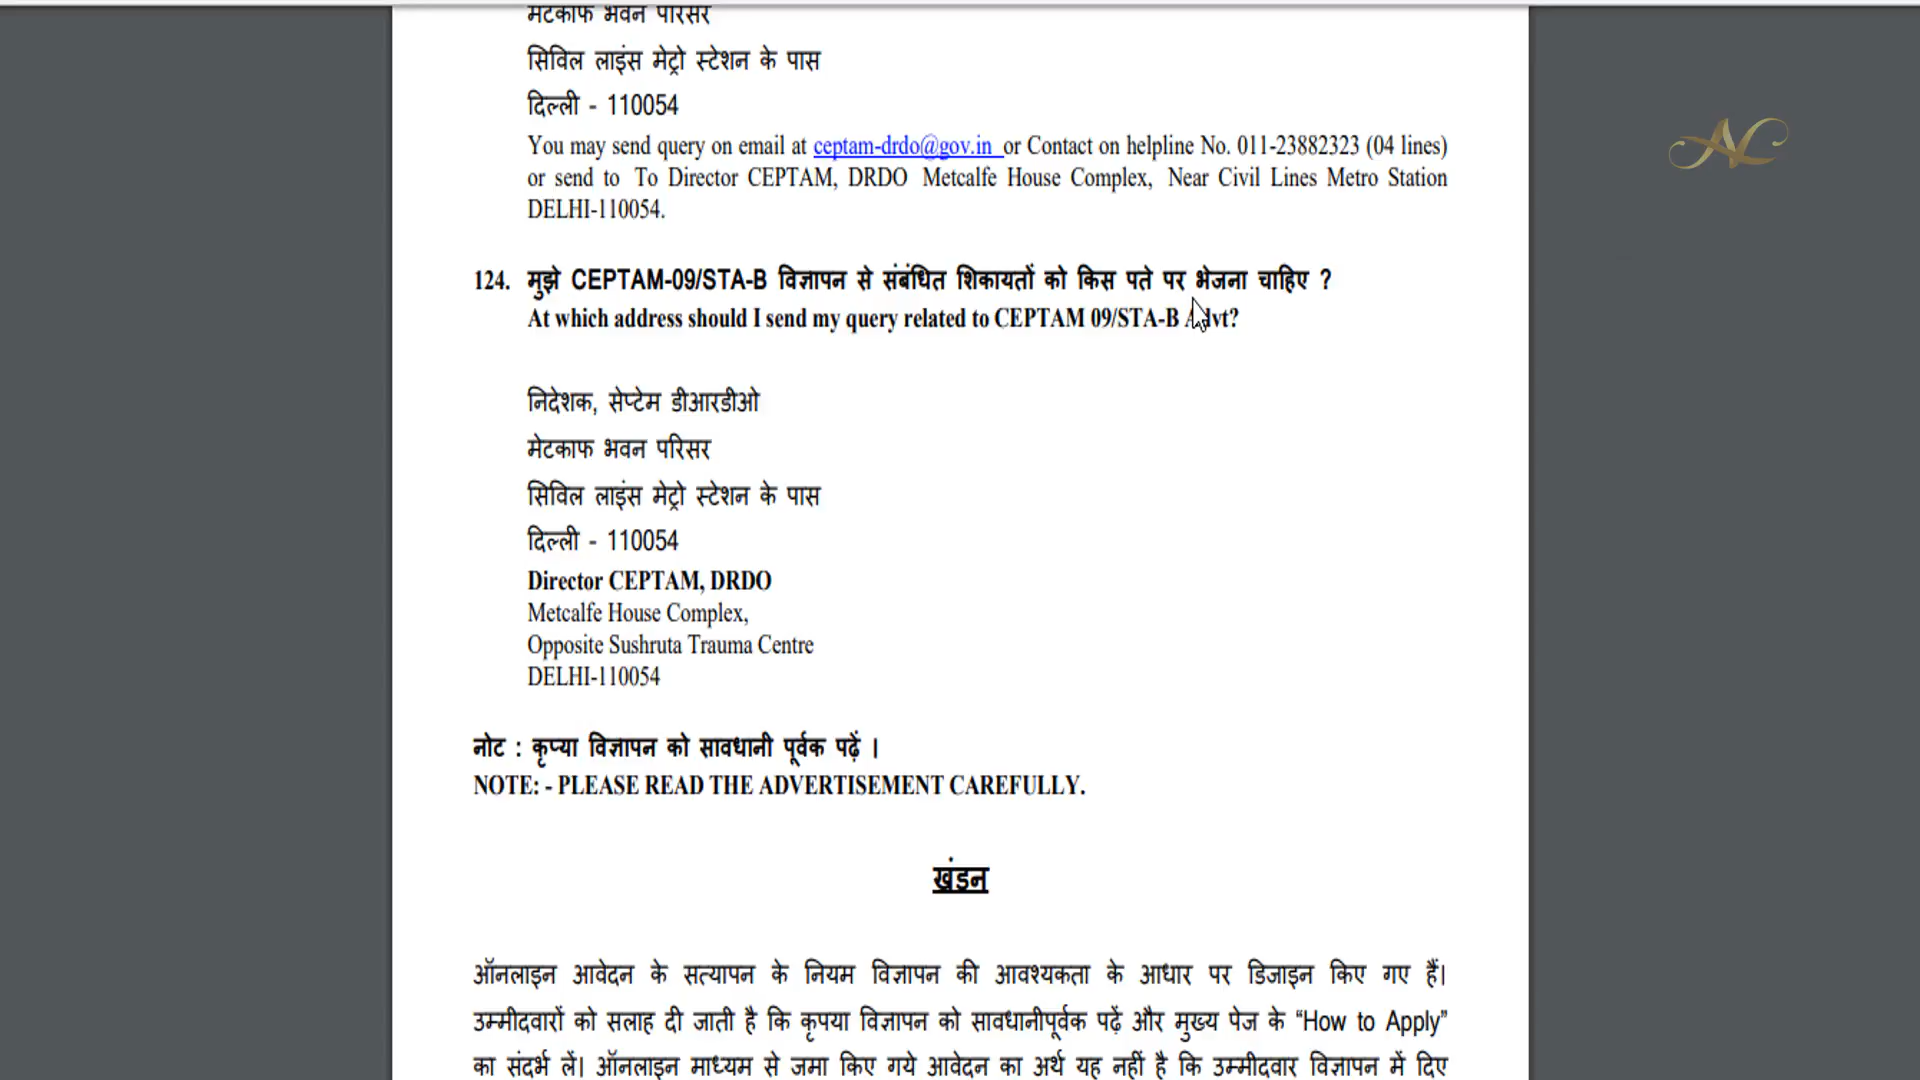 मेटकाफ भवन परिसर
सिविल लाइंस मेट्रो स्टेशन के पास
दिल्ली - 110054
You may send query on email at ceptam-drdo@gov.in or Contact on helpline No. 011-23882323 (04 lines)
or send to To Director CEPTAM, DRDO Metcalfe House Complex, Near Civil Lines Metro Station
DELHI-110054.
124. मुझे CEPTAM-09/STA-B विज्ञापन से संबंधित शिकायतों को किस पते पर भेजना चाहिए ?
At which address should I send my query related to CEPTAM 09/STA-B Advt?
निदेशक, सेप्टेम डीआरडीओ
मेटकाफ भवन परिसर
सिविल लाइंस मेट्रो स्टेशन के पास
दिल्ली - 110054
Director CEPTAM, DRDO
Metcalfe House Complex,
Opposite Sushruta Trauma Centre
DELHI-110054
नोट : कृप्या विज्ञापन को सावधानी पूर्वक पढ़ें ।
NOTE: - PLEASE READ THE ADVERTISEMENT CAREFULLY.
खंडन
ऑनलाइन आवेदन के सत्यापन के नियम विज्ञापन की आवश्यकता के आधार पर डिजाइन किए गए हैं।
उम्मीदवारों को सलाह दी जाती है कि कृपया विज्ञापन को सावधानीपूर्वक पढ़ें और मुख्य पेज के “How to Apply”
का संदर्भ लें। ऑनलाइन माध्यम से जमा किए गये आवेदन का अर्थ यह नहीं है कि उम्मीदवार विज्ञापन में दिए